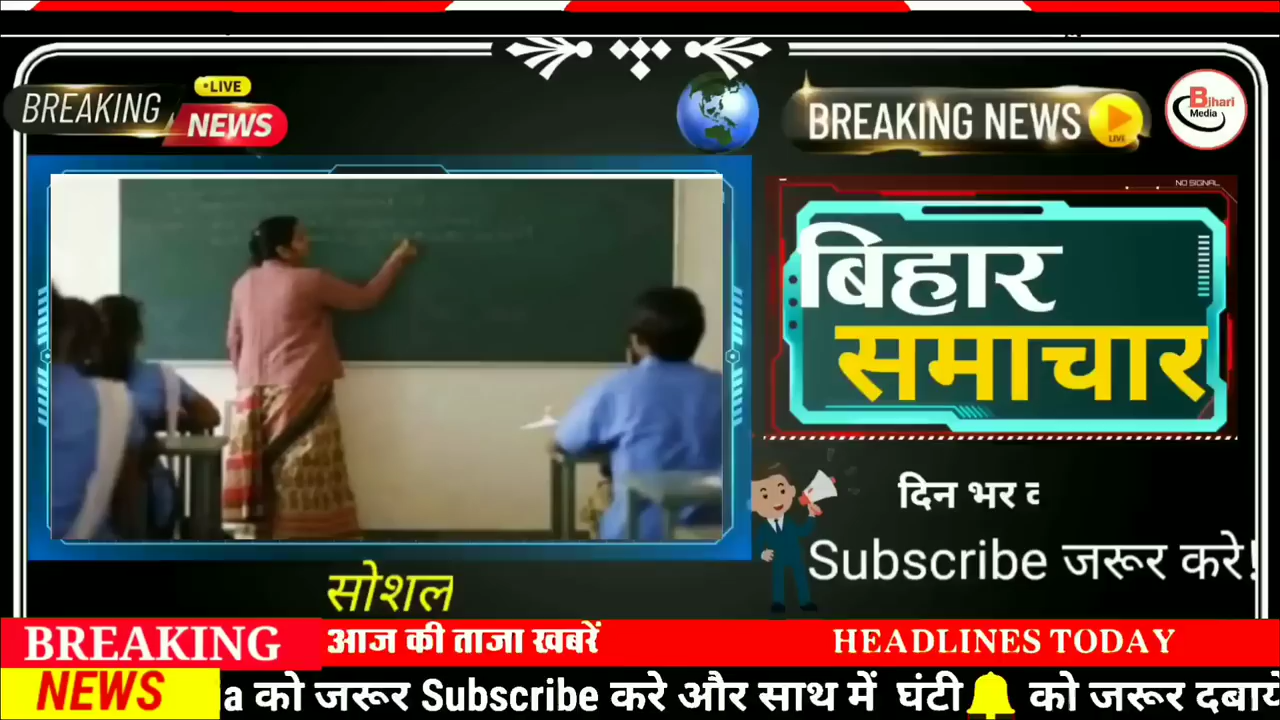 LIVE
BREAKING
NEWS
BREAKING NEWS
LIVE
Bihari
Media
NO SIGNAL
बिहार
समाचार
दिन भर
Subscribe जरूर करे!
सोशल
BREAKING
NEWS
आज की ताजा खबरें
HEADLINES TODAY
a को जरूर Subscribe करे और साथ में घंटी🔔 को जरूर दबाये